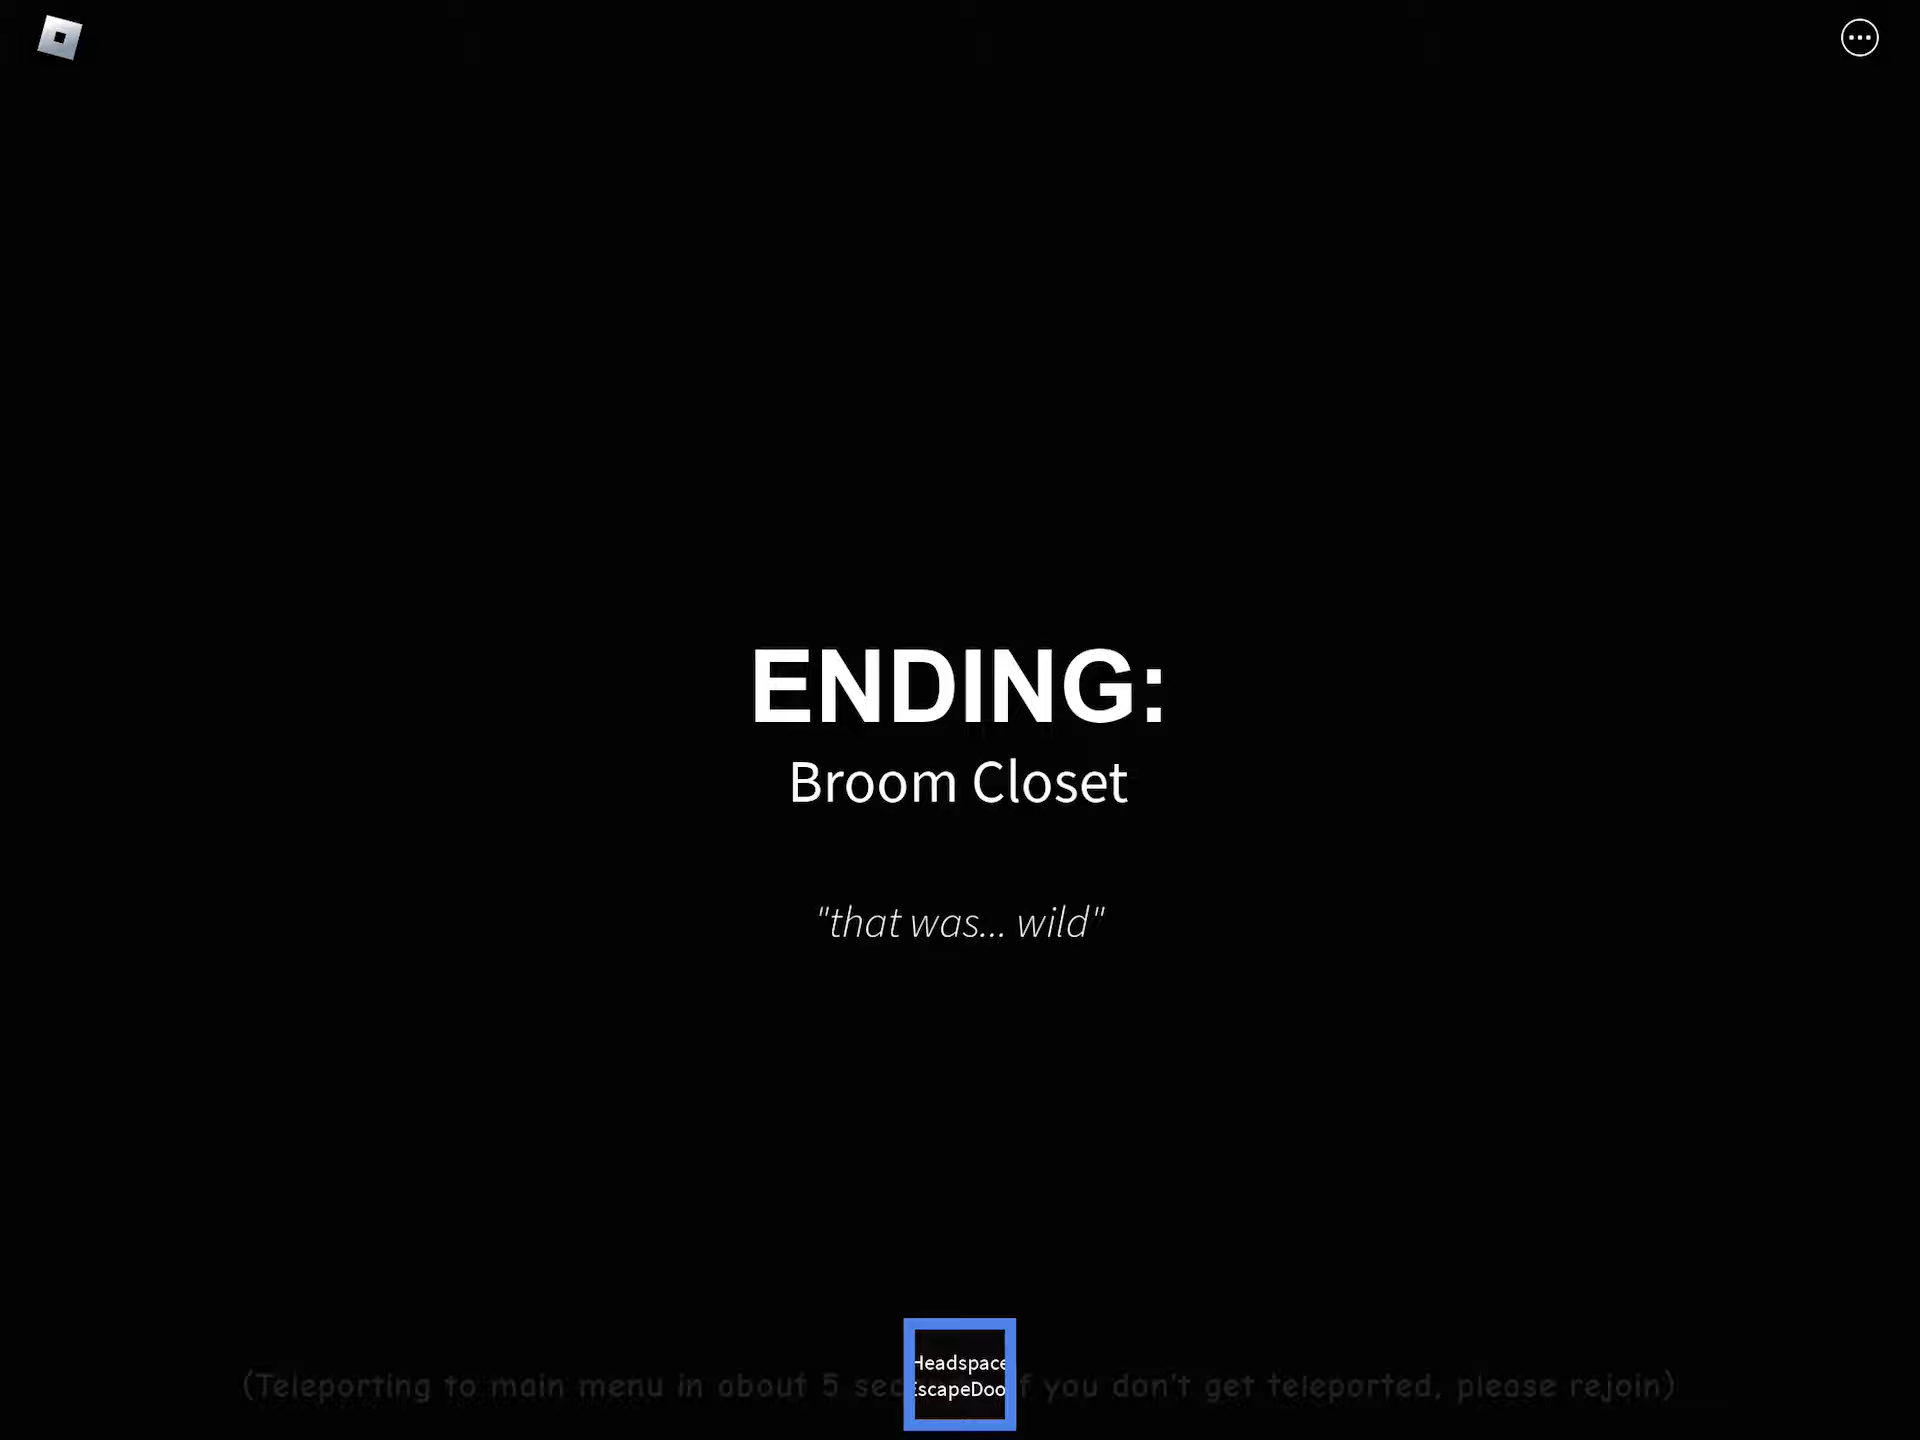 ENDING:
Broom Closet
"that was... wild"
Headspace
EscapeDoo
(Teleporting to main menu in about 5 sec f you don't get teleported, please rejoin)